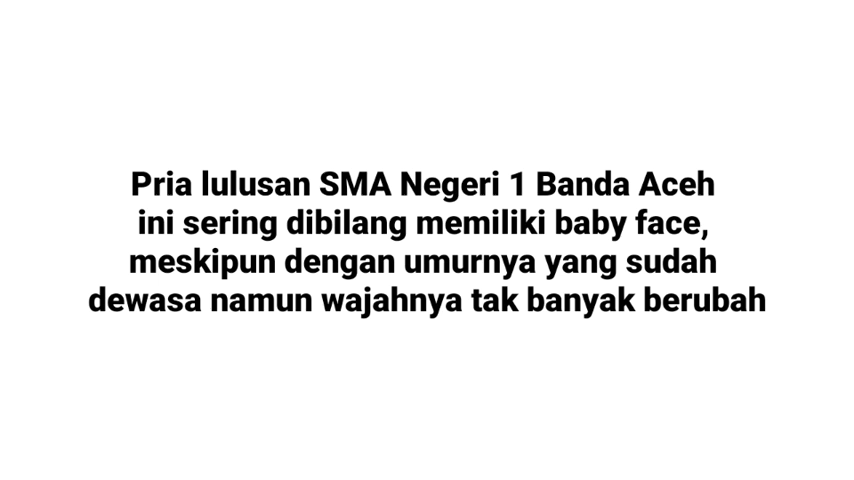 Pria lulusan SMA Negeri 1 Banda Aceh
ini sering dibilang memiliki baby face,
meskipun dengan umurnya yang sudah
dewasa namun wajahnya tak banyak berubah